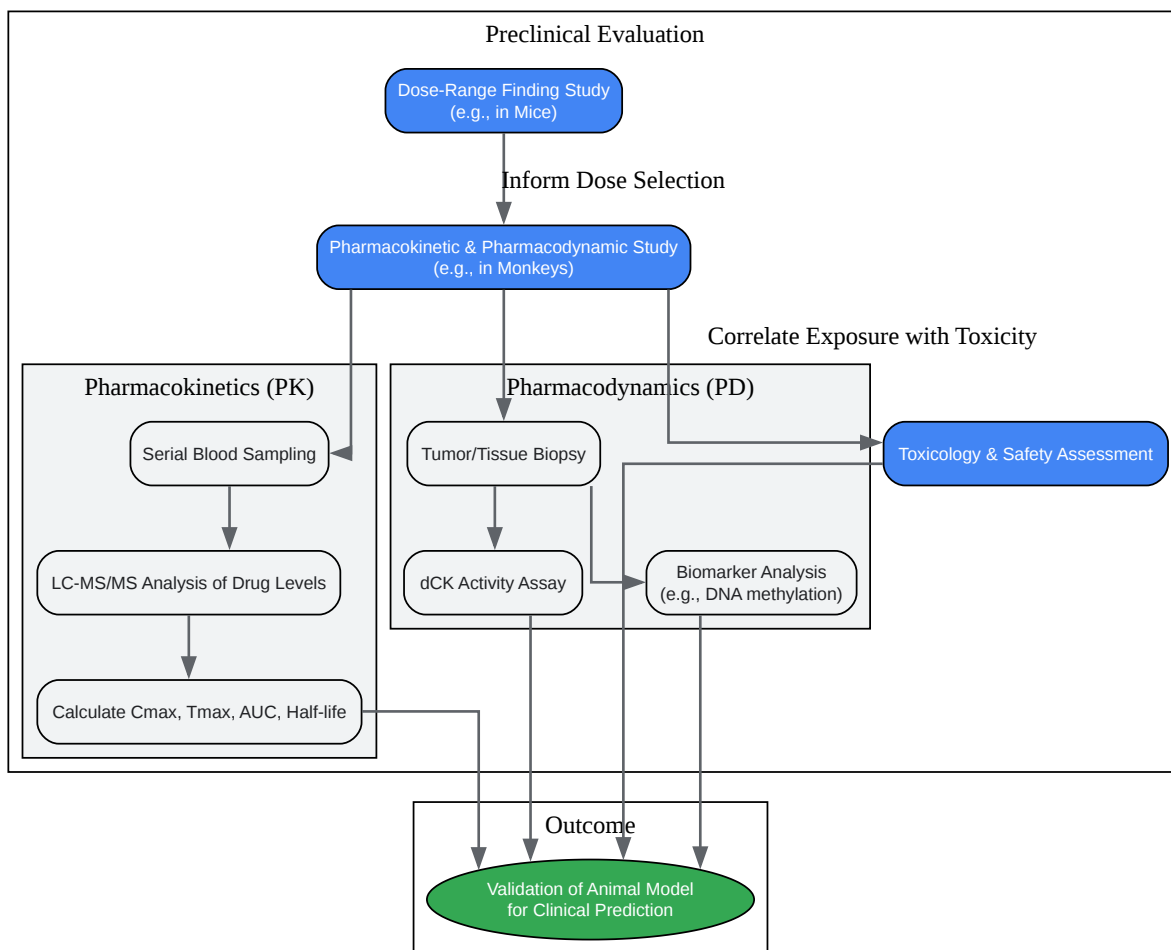 Preclinical Evaluation
Dose-Range Finding Study
(e.g., in Mice)
Inform Dose Selection
Pharmacokinetic & Pharmacodynamic Study
(e.g., in Monkeys)
Correlate Exposure with Toxicity
Pharmacokinetics (PK)
Serial Blood Sampling
LC-MS/MS Analysis of Drug Levels
Calculate Cmax, Tmax, AUC, Half-life
Pharmacodynamics (PD)
Tumor/Tissue Biopsy
dCK Activity Assay
Biomarker Analysis
(e.g., DNA methylation)
Toxicology & Safety Assessment
Outcome
Validation of Animal Model
for Clinical Prediction